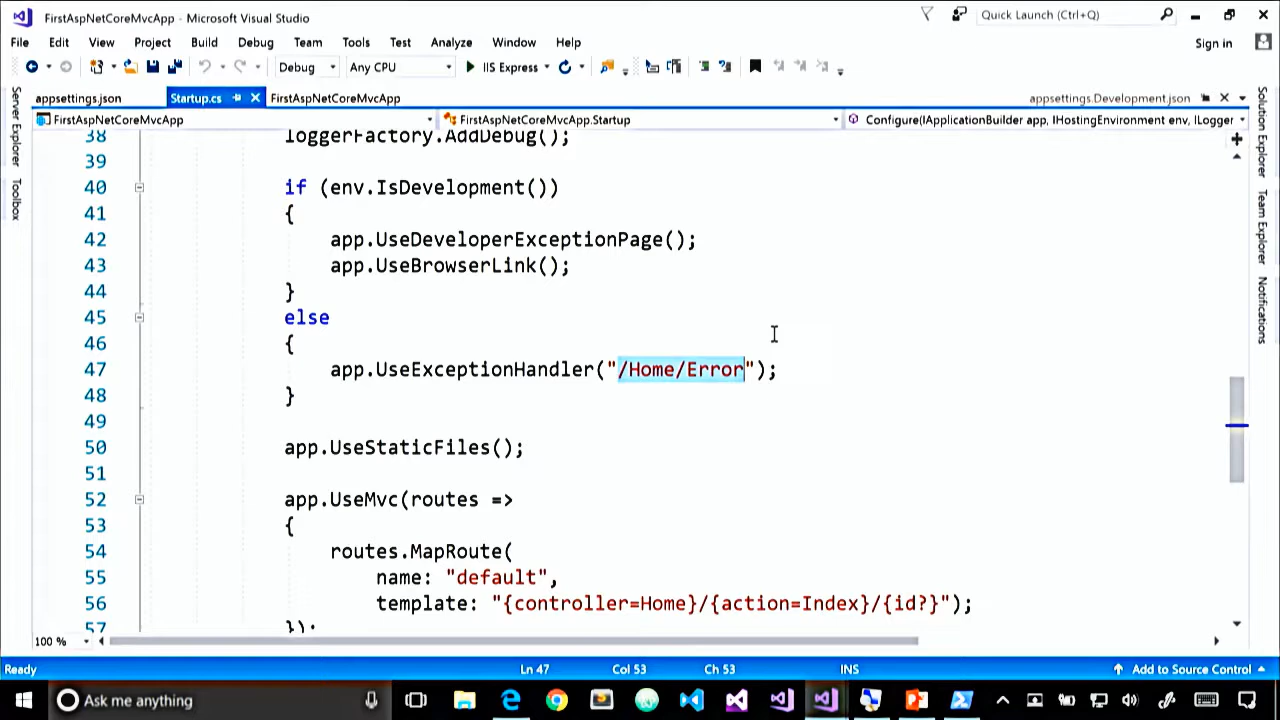 FirstAspNetCoreMvcApp - Microsoft Visual Studio
Quick Launch (Ctrl+Q)
File Edit View Project Build Debug Team Tools Test Analyze Window Help
Sign in
Debug Any CPU IIS Express
appsettings.json Startup.cs FirstAspNetCoreMvcApp appsettings.Development.json
FirstAspNetCoreMvcApp FirstAspNetCoreMvcApp.Startup Configure(IApplicationBuilder app, IHostingEnvironment env, ILogger
Server Explorer
Toolbox
Solution Explorer
Team Explorer
Notifications
38 loggerFactory.AddDebug();
39
40 if (env.IsDevelopment())
41 {
42 app.UseDeveloperExceptionPage();
43 app.UseBrowserLink();
44 }
45 else
46 {
47 app.UseExceptionHandler("/Home/Error");
48 }
49
50 app.UseStaticFiles();
51
52 app.UseMvc(routes =>
53 {
54 routes.MapRoute(
55 name: "default",
56 template: "{controller=Home}/{action=Index}/{id?}");
57 });
100 %
Ready Ln 47 Col 53 Ch 53 INS Add to Source Control
Ask me anything